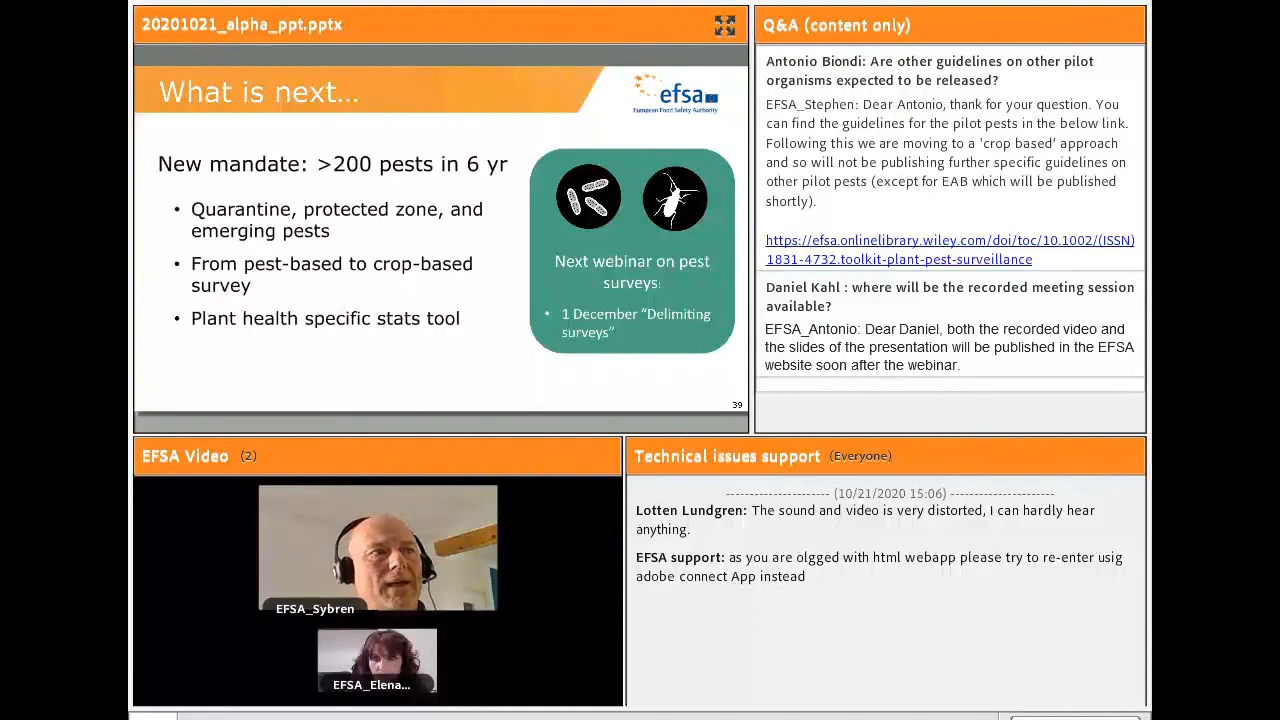 20201021_alpha_ppt.pptx
What is next...
efsa
European Food Safety Authority
New mandate: >200 pests in 6 yr
• Quarantine, protected zone, and
emerging pests
• From pest-based to crop-based
survey
• Plant health specific stats tool
Next webinar on pest
surveys:
• 1 December “Delimiting
surveys”
39
Q&A (content only)
Antonio Biondi: Are other guidelines on other pilot
organisms expected to be released?
EFSA_Stephen: Dear Antonio, thank for your question. You
can find the guidelines for the pilot pests in the below link.
Following this we are moving to a 'crop based' approach
and so will not be publishing further specific guidelines on
other pilot pests (except for EAB which will be published
shortly).
https://efsa.onlinelibrary.wiley.com/doi/toc/10.1002/(ISSN)
1831-4732.toolkit-plant-pest-surveillance
Daniel Kahl : where will be the recorded meeting session
available?
EFSA_Antonio: Dear Daniel, both the recorded video and
the slides of the presentation will be published in the EFSA
website soon after the webinar.
EFSA Video (2)
EFSA_Sybren
EFSA_Elena...
Technical issues support (Everyone)
---------------------- (10/21/2020 15:06) ----------------------
Lotten Lundgren: The sound and video is very distorted, I can hardly hear
anything.
EFSA support: as you are olgged with html webapp please try to re-enter usig
adobe connect App instead